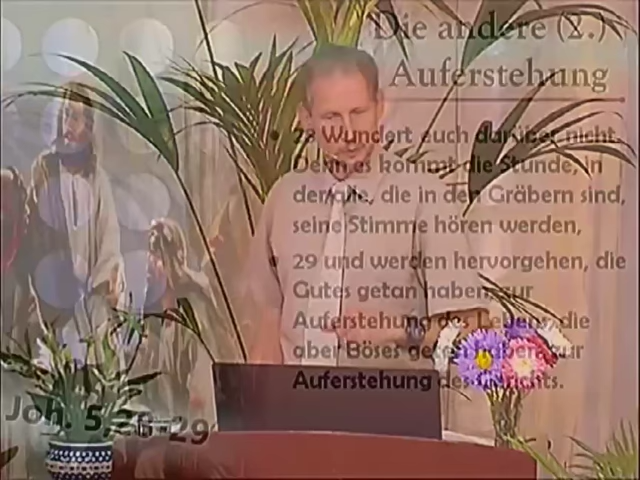 Die andere (2.)
Auferstehung
28 Wundert euch darüber nicht.
Denn es kommt die Stunde, in
der alle, die in den Gräbern sind,
seine Stimme hören werden,
29 und werden hervorgehen, die
Gutes getan haben, zur
Auferstehung des Lebens, die
aber Böses getan haben, zur
Auferstehung des Gerichts.
Joh. 5,28-29